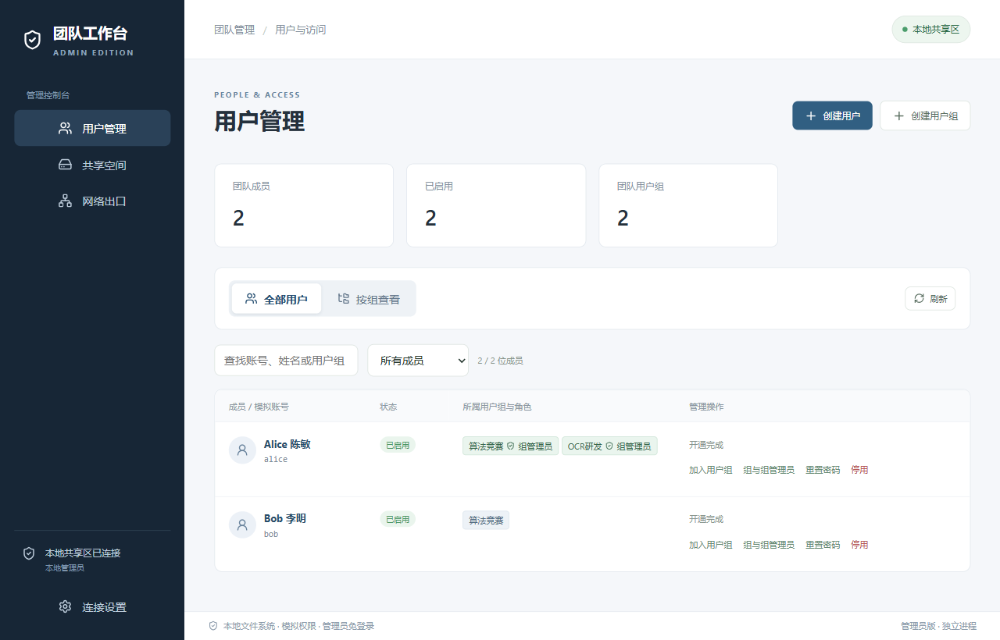 团队工作台
ADMIN EDITION
管理控制台
用户管理
共享空间
网络出口
本地共享区已连接
本地管理员
连接设置
团队管理 / 用户与访问
本地共享区
PEOPLE & ACCESS
用户管理
创建用户
创建用户组
团队成员
2
已启用
2
团队用户组
2
全部用户
按组查看
刷新
查找账号、姓名或用户组
所有成员
2 / 2 位成员
成员 / 模拟账号 状态 所属用户组与角色 管理操作
Alice 陈敏
alice
已启用
算法竞赛 组管理员
OCR研发 组管理员
开通完成
加入用户组 组与组管理员 重置密码 停用
Bob 李明
bob
已启用
算法竞赛
开通完成
加入用户组 组与组管理员 重置密码 停用
本地文件系统 · 模拟权限 · 管理员免登录
管理员版 · 独立进程